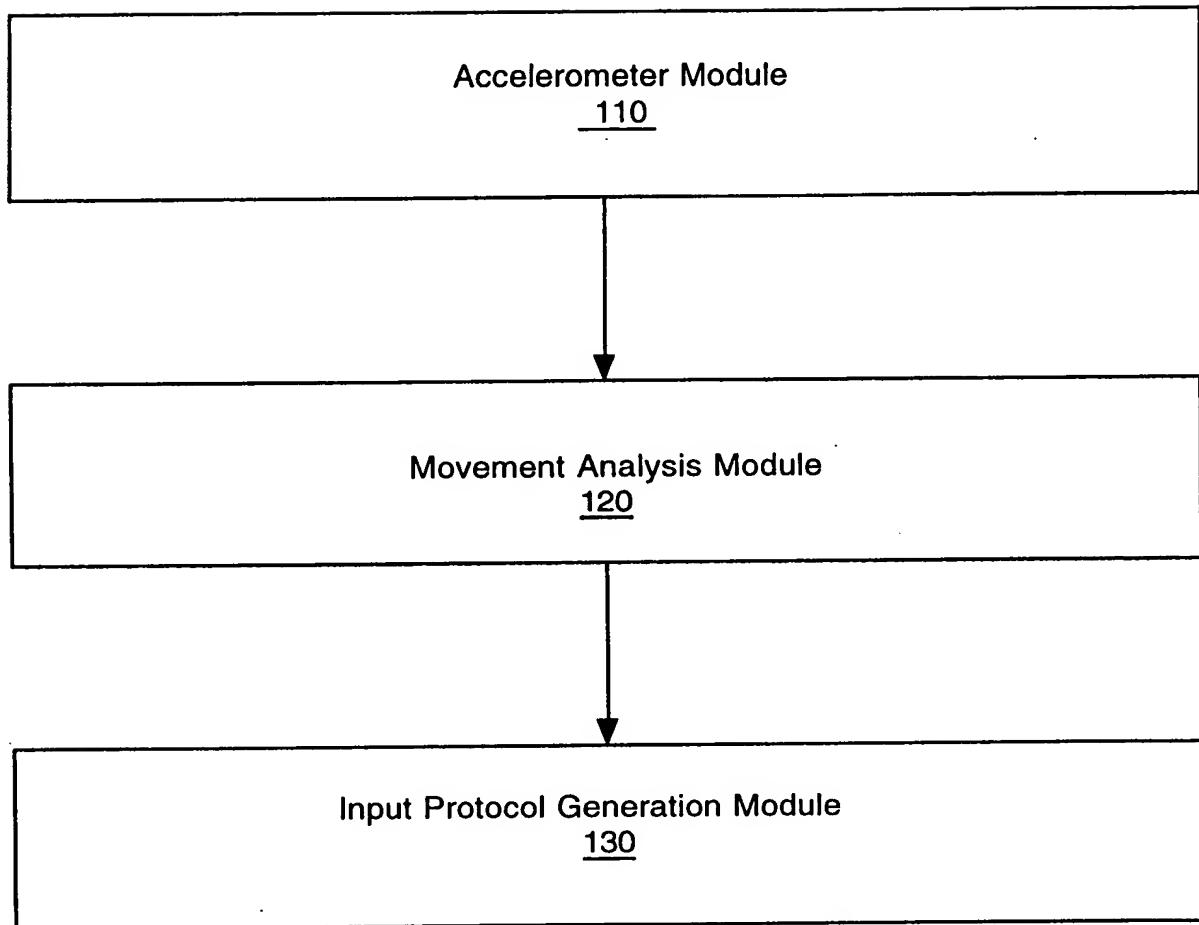 Accelerometer Module
110
Movement Analysis Module
120
Input Protocol Generation Module
130